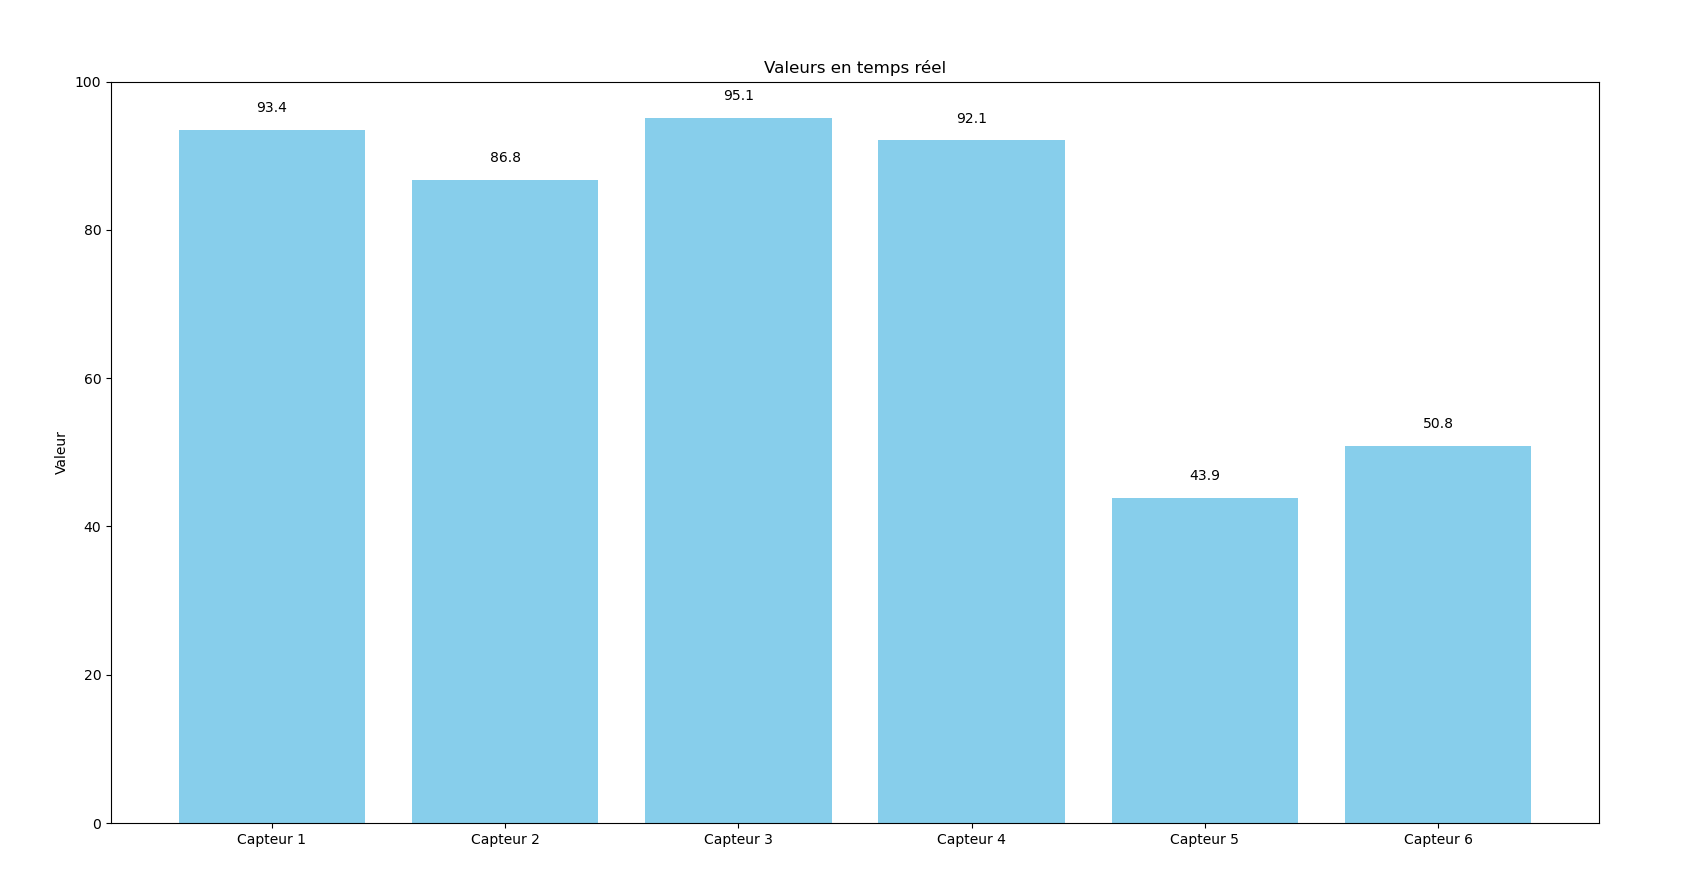 Valeurs en temps réel
Valeur
100
80
60
40
20
0
93.4
86.8
95.1
92.1
43.9
50.8
Capteur 1
Capteur 2
Capteur 3
Capteur 4
Capteur 5
Capteur 6